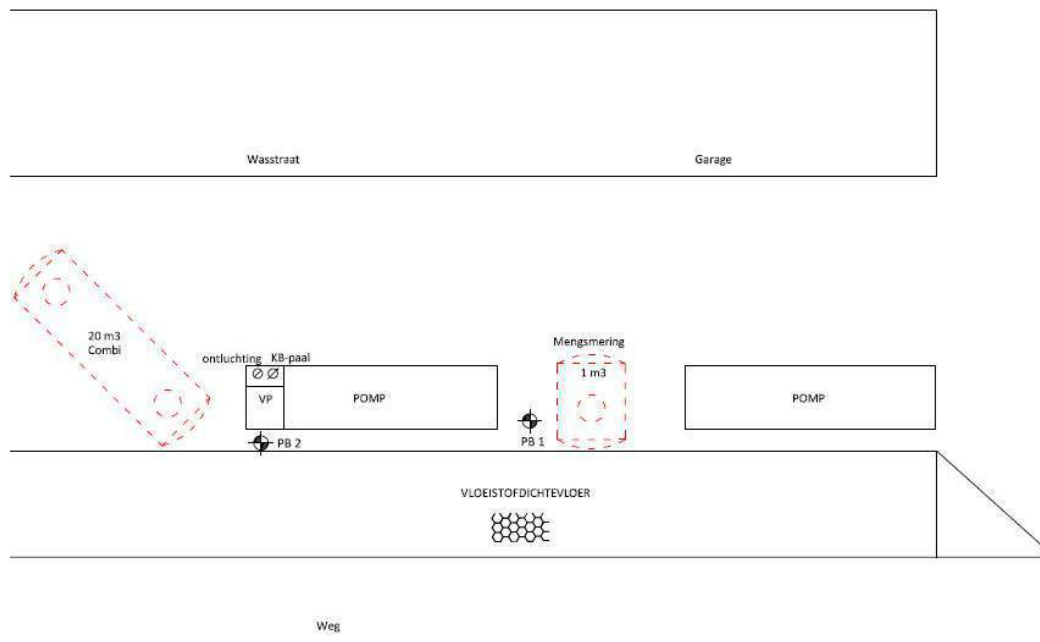 Wasstraat
Garage
20 m3
Combi
ontluchting
KB-paal
Mengsmering
1 m3
VP
POMP
POMP
PB 2
PB 1
VLOEISTOFDICHTEVLOER
Weg